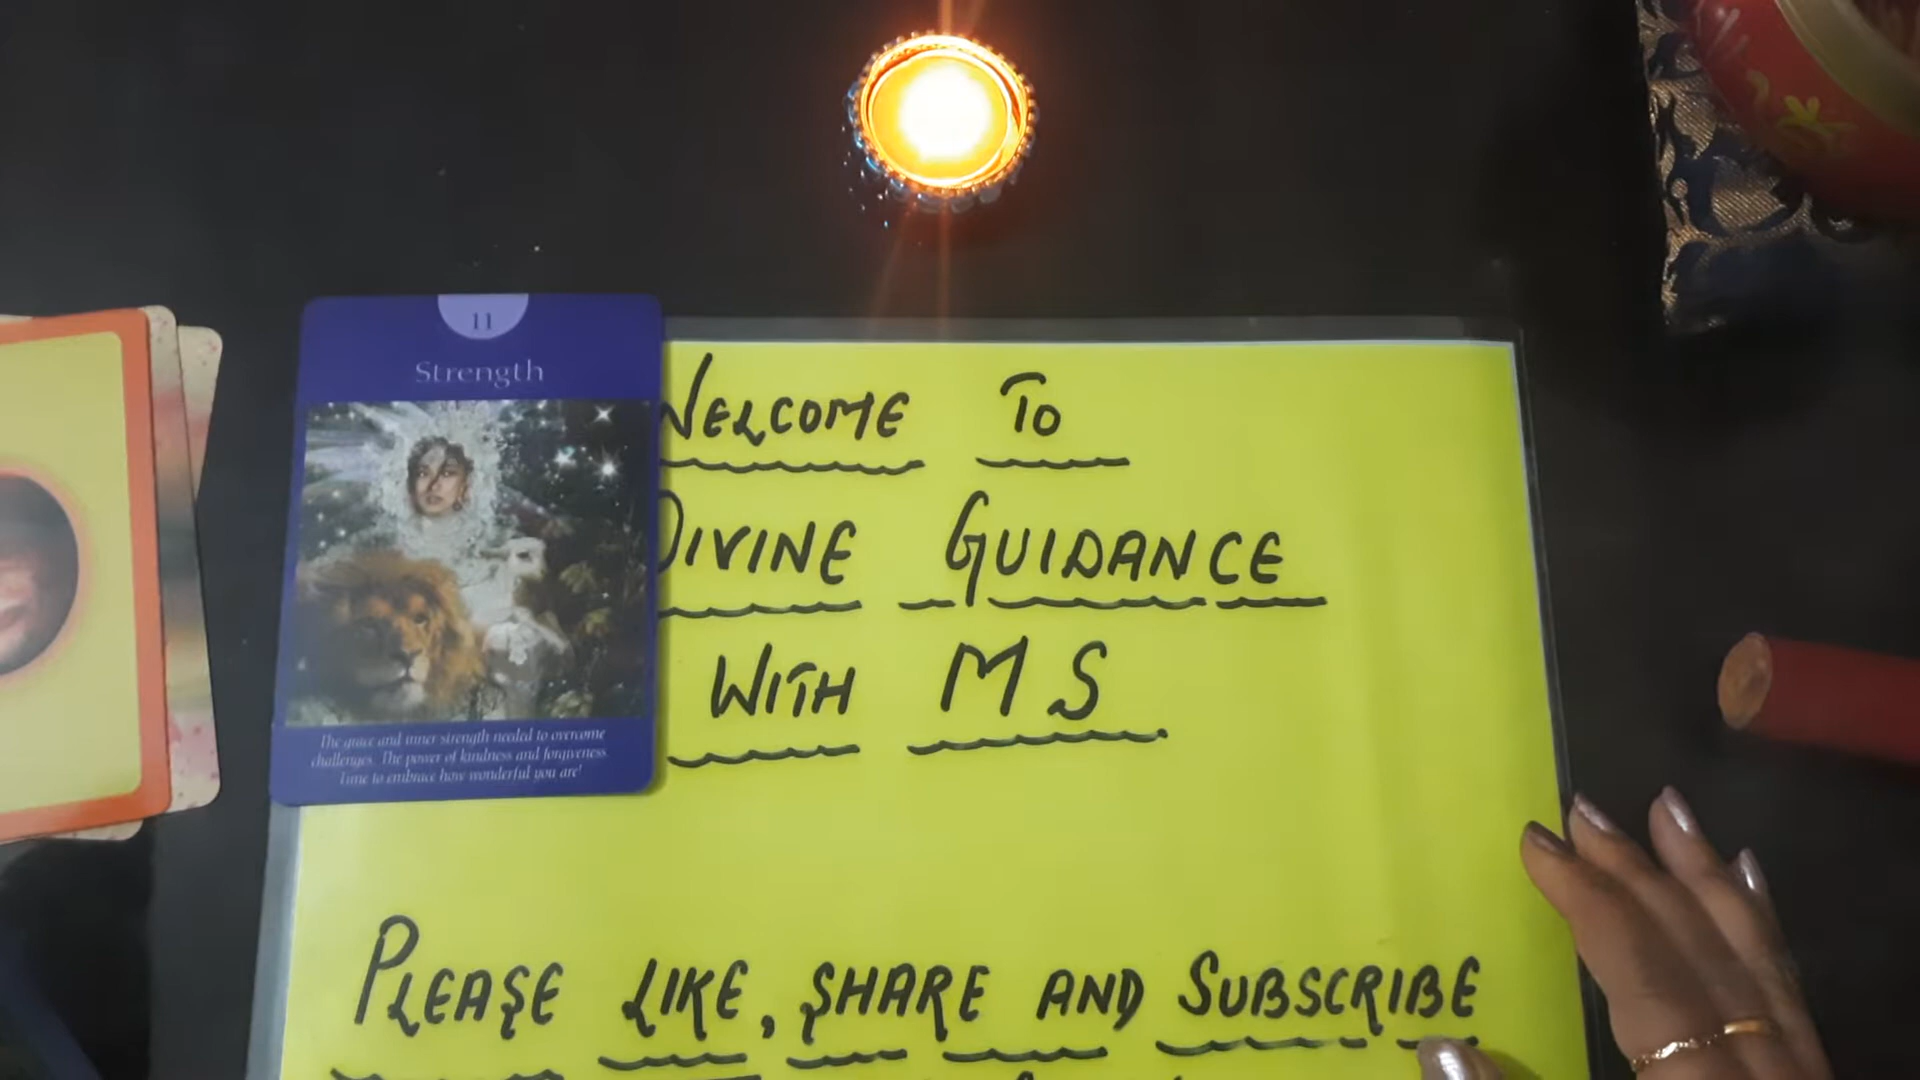 11
Strength
The grace and inner strength needed to overcome
challenges. The power of kindness and forgiveness.
Time to embrace how wonderful you are!
WELCOME TO
DIVINE GUIDANCE
WITH MS
PLEASE LIKE, SHARE AND SUBSCRIBE